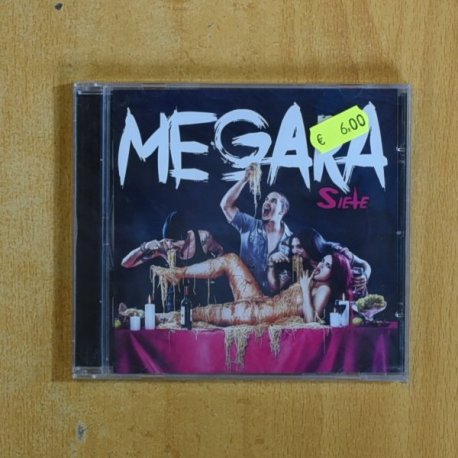 MEGARA
€ 6,00
SIETE